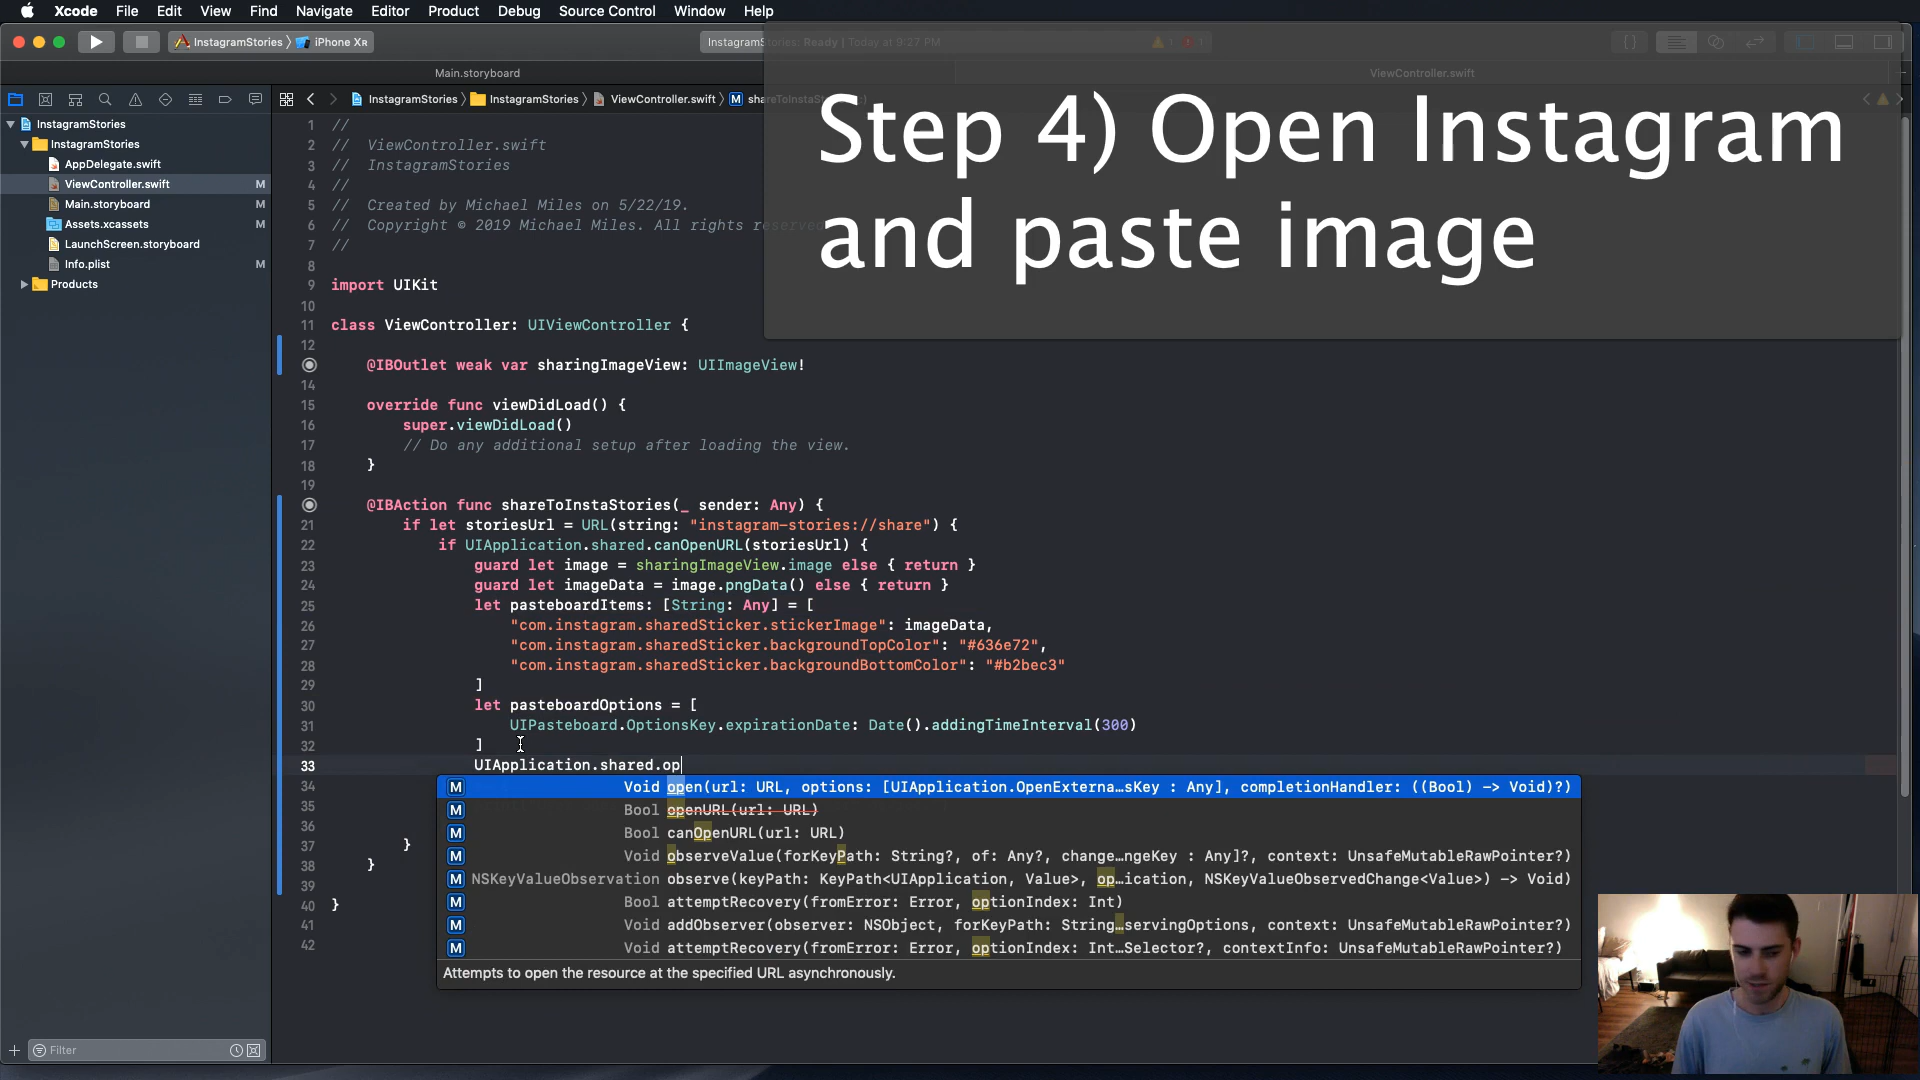 Xcode File Edit View Find Navigate Editor Product Debug Source Control Window Help
InstagramStories iPhone XR
InstagramStories: Ready | Today at 9:27 PM 1 1
Main.storyboard ViewController.swift
InstagramStories InstagramStories ViewController.swift M
Step 4) Open Instagram
and paste image
InstagramStories
InstagramStories
AppDelegate.swift
ViewController.swift M
Main.storyboard M
Assets.xcassets M
LaunchScreen.storyboard
Info.plist M
Products
Filter
1 //
2 // ViewController.swift
3 // InstagramStories
4 //
5 // Created by Michael Miles on 5/22/19.
6 // Copyright © 2019 Michael Miles. All rights reserved.
7 //
8
9 import UIKit
10
11 class ViewController: UIViewController {
12
@IBOutlet weak var sharingImageView: UIImageView!
14
15 override func viewDidLoad() {
16 super.viewDidLoad()
17 // Do any additional setup after loading the view.
18 }
19
@IBAction func shareToInstaStories(_ sender: Any) {
21 if let storiesUrl = URL(string: "instagram-stories://share") {
22 if UIApplication.shared.canOpenURL(storiesUrl) {
23 guard let image = sharingImageView.image else { return }
24 guard let imageData = image.pngData() else { return }
25 let pasteboardItems: [String: Any] = [
26 "com.instagram.sharedSticker.stickerImage": imageData,
27 "com.instagram.sharedSticker.backgroundTopColor": "#636e72",
28 "com.instagram.sharedSticker.backgroundBottomColor": "#b2bec3"
29 ]
30 let pasteboardOptions = [
31 UIPasteboard.OptionsKey.expirationDate: Date().addingTimeInterval(300)
32 ]
33 UIApplication.shared.op
34
35
36
37 }
38 }
39
40 }
41
42
M Void open(url: URL, options: [UIApplication.OpenExterna…sKey : Any], completionHandler: ((Bool) -> Void)?)
M Bool openURL(url: URL)
M Bool canOpenURL(url: URL)
M Void observeValue(forKeyPath: String?, of: Any?, change…ngeKey : Any]?, context: UnsafeMutableRawPointer?)
M NSKeyValueObservation observe(keyPath: KeyPath<UIApplication, Value>, op…ication, NSKeyValueObservedChange<Value>) -> Void)
M Bool attemptRecovery(fromError: Error, optionIndex: Int)
M Void addObserver(observer: NSObject, forKeyPath: String…servingOptions, context: UnsafeMutableRawPointer?)
M Void attemptRecovery(fromError: Error, optionIndex: Int…Selector?, contextInfo: UnsafeMutableRawPointer?)
Attempts to open the resource at the specified URL asynchronously.